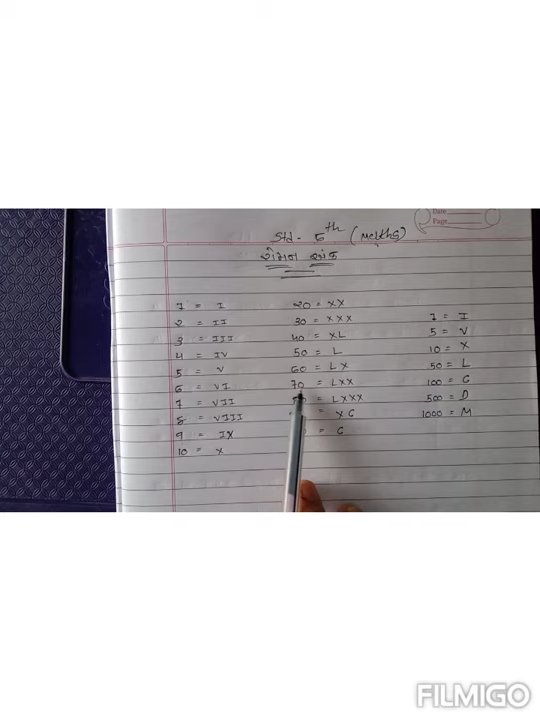 Date
Page
Std - 5th (Maths)
રોમન અંક
1 = I
2 = II
3 = III
4 = IV
5 = V
6 = VI
7 = VII
8 = VIII
9 = IX
10 = X
20 = XX
30 = XXX
40 = XL
50 = L
60 = LX
70 = LXX
= LXXX
= XC
= C
1 = I
5 = V
10 = X
50 = L
100 = C
500 = D
1000 = M
FILMIGO